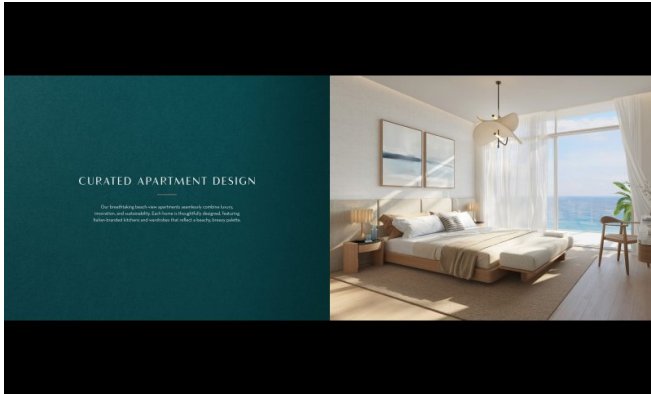 CURATED APARTMENT DESIGN
Our breathtaking beach-view apartments seamlessly combine luxury,
innovation, and sustainability. Each home is thoughtfully designed, featuring
Italian-branded kitchens and wardrobes that reflect a beachy, breezy palette.